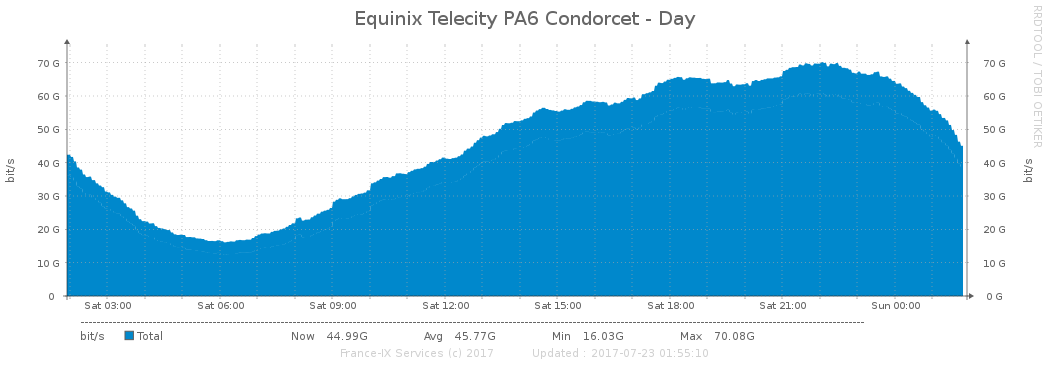 Equinix Telecity PA6 Condorcet - Day
RRDTOOL / TOBI OETIKER
bit/s
70 G 70 G
60 G 60 G
50 G 50 G
40 G 40 G
30 G 30 G
20 G 20 G
10 G 10 G
0 0 G
bit/s
Sat 03:00 Sat 06:00 Sat 09:00 Sat 12:00 Sat 15:00 Sat 18:00 Sat 21:00 Sun 00:00
bit/s Total Now 44.99G Avg 45.77G Min 16.03G Max 70.08G
France-IX Services (c) 2017 Updated : 2017-07-23 01:55:10